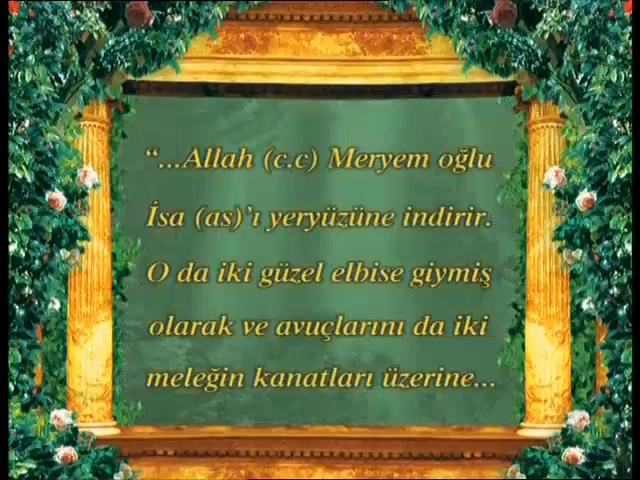 “...Allah (c.c) Meryem oğlu
İsa (as)’ı yeryüzüne indirir.
O da iki güzel elbise giymiş
olarak ve avuçlarını da iki
meleğin kanatları üzerine...